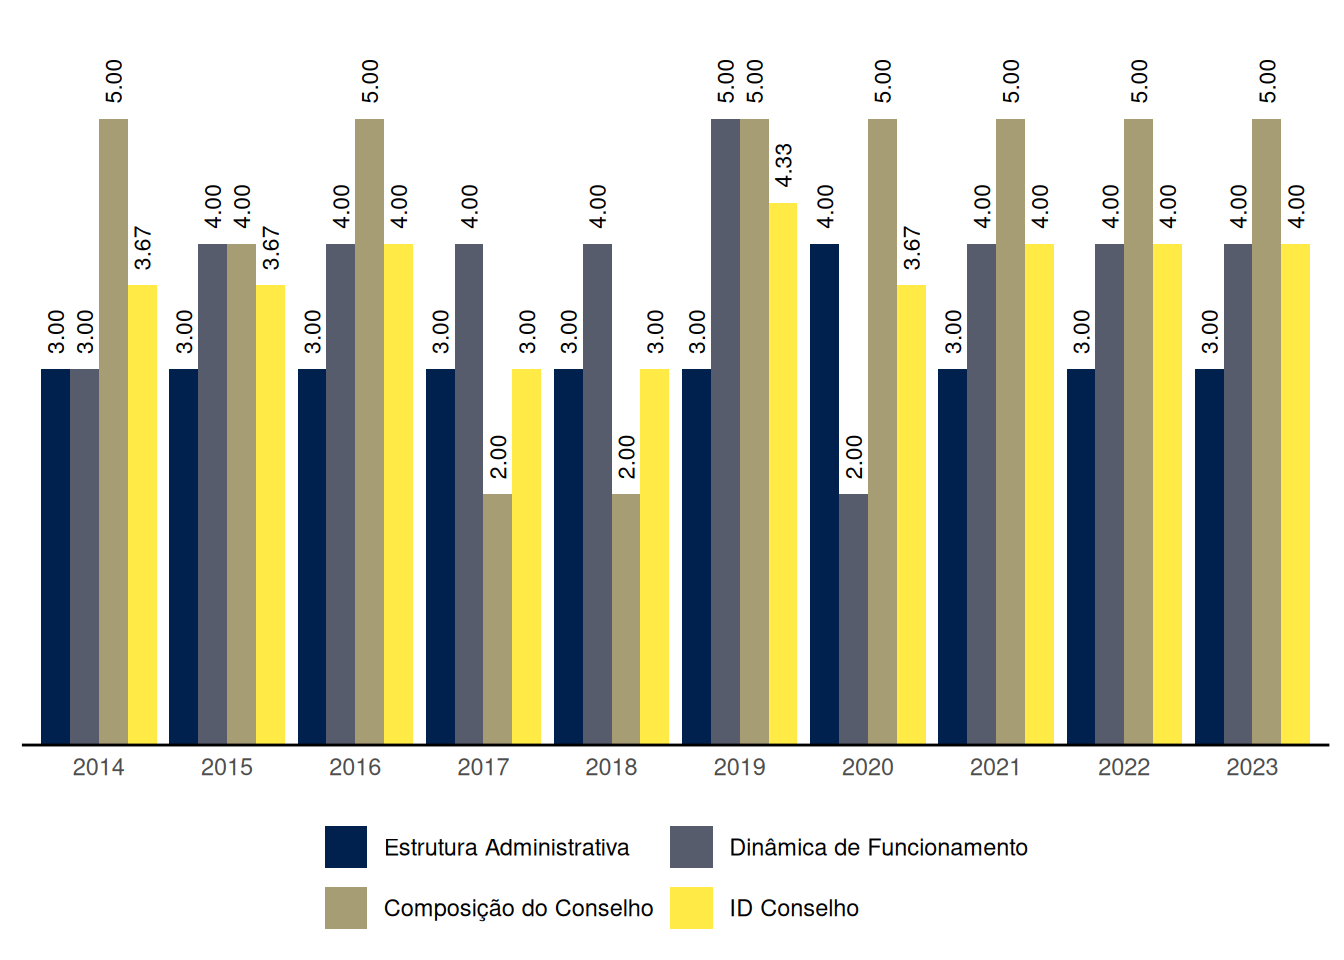 3.00 3.00 5.00 3.67
3.00 4.00 4.00 3.67
3.00 4.00 5.00 4.00
3.00 4.00 2.00 3.00
3.00 4.00 2.00 3.00
3.00 5.00 5.00 4.33
4.00 2.00 5.00 3.67
3.00 4.00 5.00 4.00
3.00 4.00 5.00 4.00
3.00 4.00 5.00 4.00
2014 2015 2016 2017 2018 2019 2020 2021 2022 2023
Estrutura Administrativa Dinâmica de Funcionamento
Composição do Conselho ID Conselho